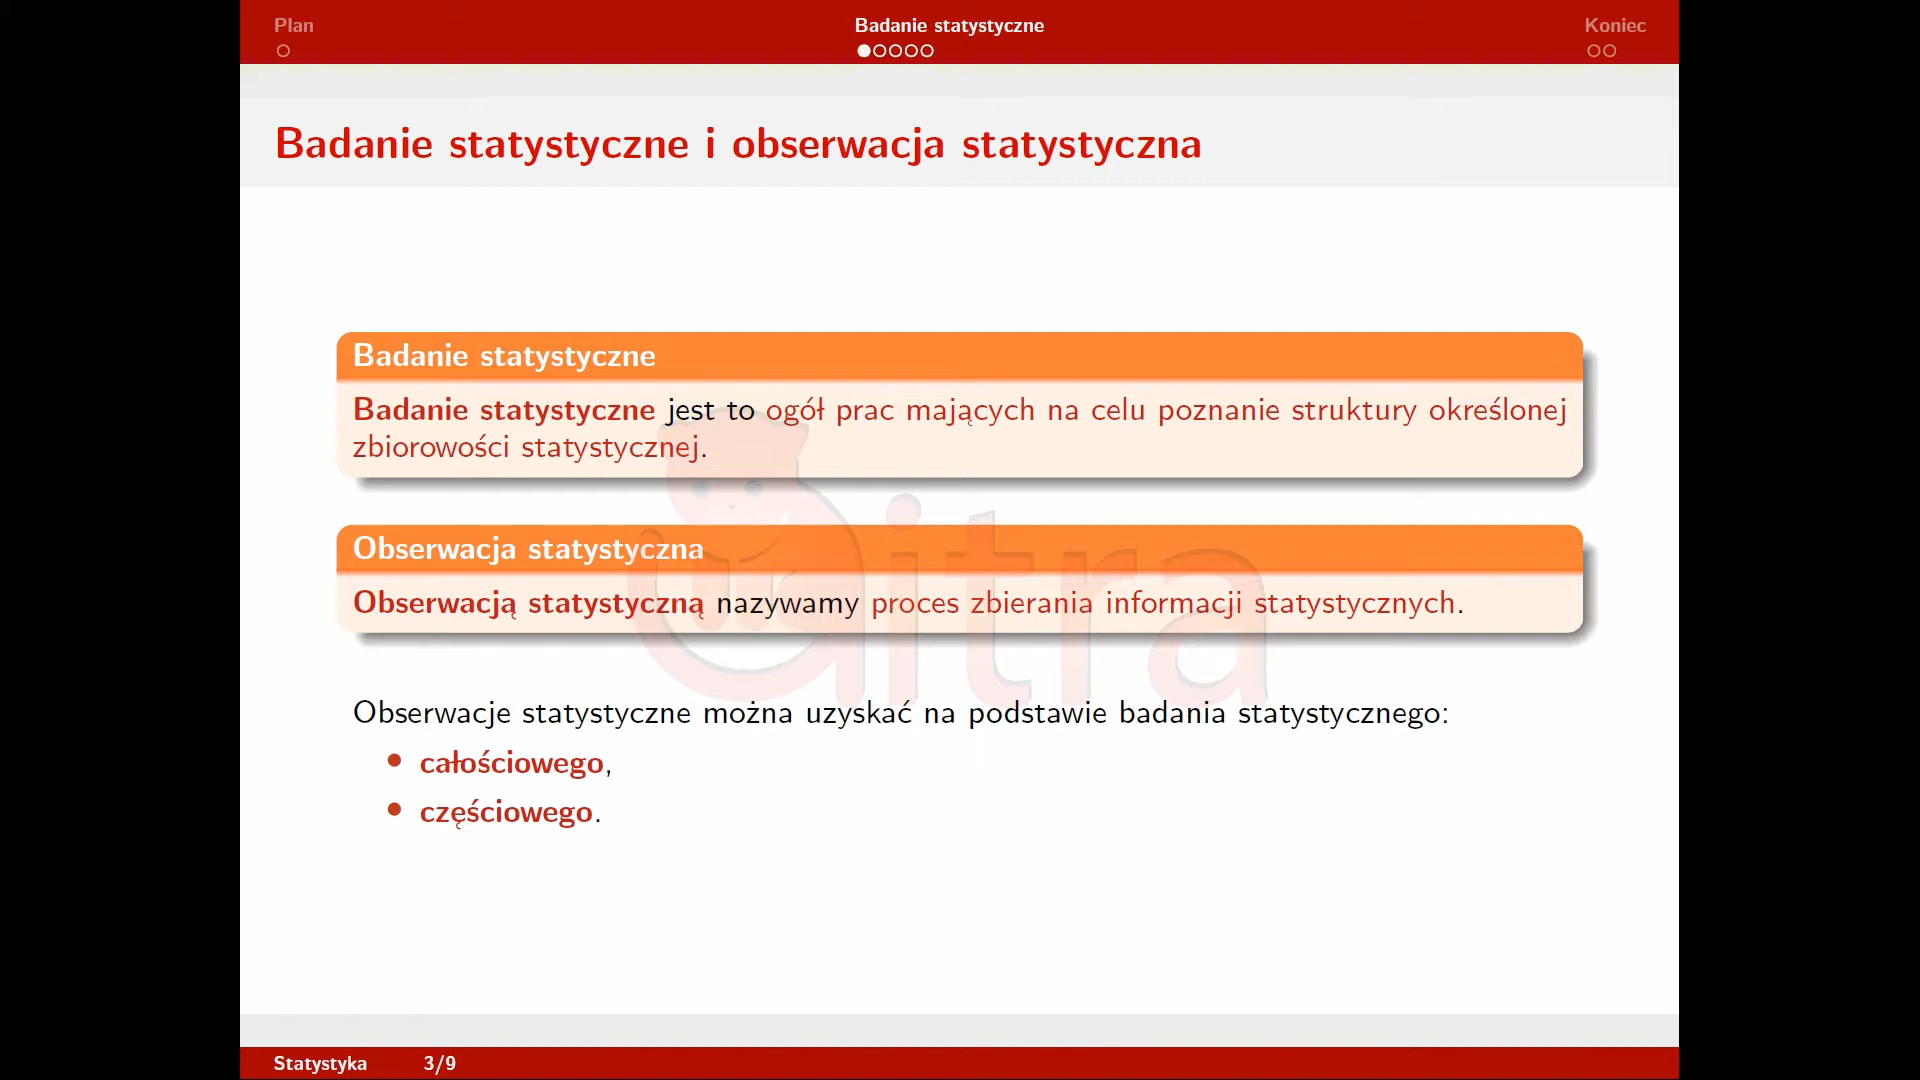 Plan
Badanie statystyczne
Koniec
Badanie statystyczne i obserwacja statystyczna
Badanie statystyczne
Badanie statystyczne jest to ogół prac mających na celu poznanie struktury określonej
zbiorowości statystycznej.
Obserwacja statystyczna
Obserwacją statystyczną nazywamy proces zbierania informacji statystycznych.
Obserwacje statystyczne można uzyskać na podstawie badania statystycznego:
• całościowego,
• częściowego.
Statystyka 3/9